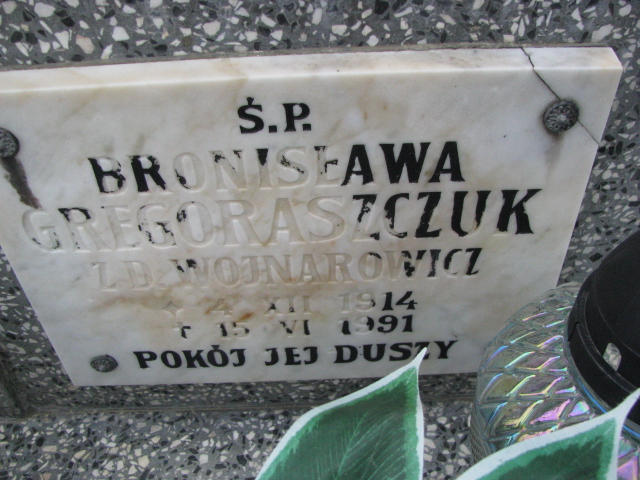 Ś.P.
BRONISŁAWA
GREGORASZCZUK
Z.D. WOJNAROWICZ
* 4 XII 1914
† 15 VI 1991
POKÓJ JEJ DUSZY